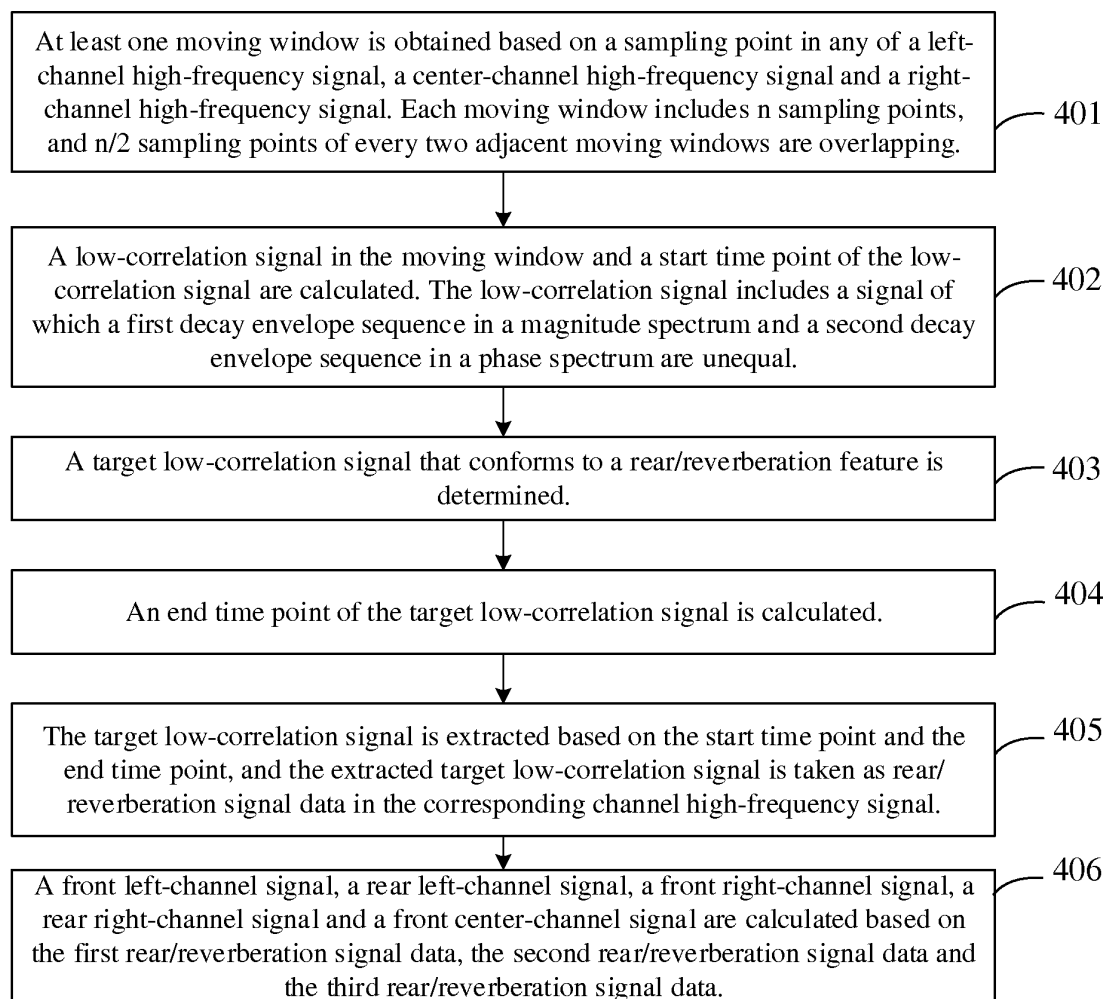 At least one moving window is obtained based on a sampling point in any of a left-
channel high-frequency signal, a center-channel high-frequency signal and a right-
channel high-frequency signal. Each moving window includes n sampling points,
and n/2 sampling points of every two adjacent moving windows are overlapping.
401
A low-correlation signal in the moving window and a start time point of the low-
correlation signal are calculated. The low-correlation signal includes a signal of
which a first decay envelope sequence in a magnitude spectrum and a second decay
envelope sequence in a phase spectrum are unequal.
402
A target low-correlation signal that conforms to a rear/reverberation feature is
determined.
403
An end time point of the target low-correlation signal is calculated.
404
The target low-correlation signal is extracted based on the start time point and the
end time point, and the extracted target low-correlation signal is taken as rear/
reverberation signal data in the corresponding channel high-frequency signal.
405
A front left-channel signal, a rear left-channel signal, a front right-channel signal, a
rear right-channel signal and a front center-channel signal are calculated based on
the first rear/reverberation signal data, the second rear/reverberation signal data and
the third rear/reverberation signal data.
406